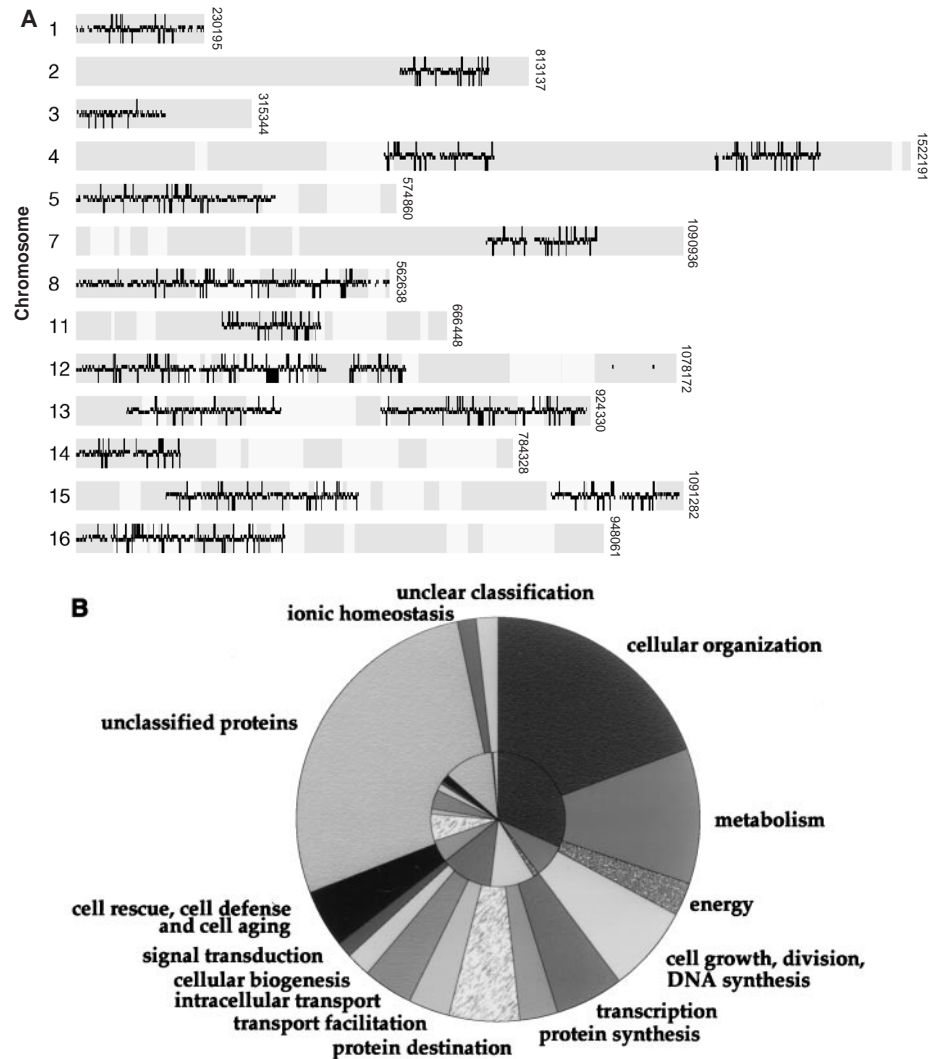 A
Chromosome
1 230195
2 813137
3 315344
4 1522191
5 574860
7 1090936
8 562638
11 666448
12 1078172
13 924330
14 784328
15 1091282
16 948061
B
unclear classification
ionic homeostasis
cellular organization
unclassified proteins
metabolism
energy
cell rescue, cell defense
and cell aging
signal transduction
cellular biogenesis
intracellular transport
transport facilitation
protein destination
cell growth, division,
DNA synthesis
transcription
protein synthesis